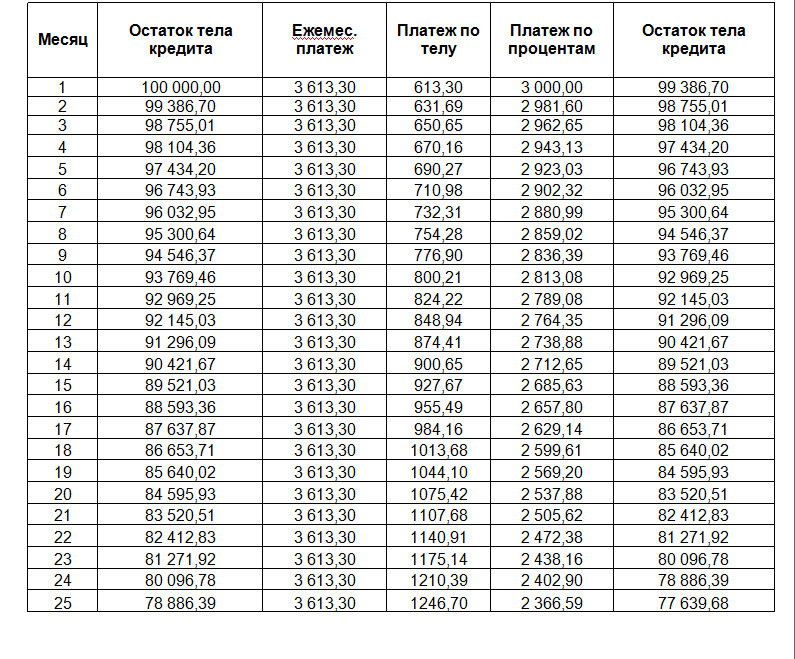 Месяц Остаток тела кредита Ежемес. платеж Платеж по телу Платеж по процентам Остаток тела кредита
1 100 000,00 3 613,30 613,30 3 000,00 99 386,70
2 99 386,70 3 613,30 631,69 2 981,60 98 755,01
3 98 755,01 3 613,30 650,65 2 962,65 98 104,36
4 98 104,36 3 613,30 670,16 2 943,13 97 434,20
5 97 434,20 3 613,30 690,27 2 923,03 96 743,93
6 96 743,93 3 613,30 710,98 2 902,32 96 032,95
7 96 032,95 3 613,30 732,31 2 880,99 95 300,64
8 95 300,64 3 613,30 754,28 2 859,02 94 546,37
9 94 546,37 3 613,30 776,90 2 836,39 93 769,46
10 93 769,46 3 613,30 800,21 2 813,08 92 969,25
11 92 969,25 3 613,30 824,22 2 789,08 92 145,03
12 92 145,03 3 613,30 848,94 2 764,35 91 296,09
13 91 296,09 3 613,30 874,41 2 738,88 90 421,67
14 90 421,67 3 613,30 900,65 2 712,65 89 521,03
15 89 521,03 3 613,30 927,67 2 685,63 88 593,36
16 88 593,36 3 613,30 955,49 2 657,80 87 637,87
17 87 637,87 3 613,30 984,16 2 629,14 86 653,71
18 86 653,71 3 613,30 1013,68 2 599,61 85 640,02
19 85 640,02 3 613,30 1044,10 2 569,20 84 595,93
20 84 595,93 3 613,30 1075,42 2 537,88 83 520,51
21 83 520,51 3 613,30 1107,68 2 505,62 82 412,83
22 82 412,83 3 613,30 1140,91 2 472,38 81 271,92
23 81 271,92 3 613,30 1175,14 2 438,16 80 096,78
24 80 096,78 3 613,30 1210,39 2 402,90 78 886,39
25 78 886,39 3 613,30 1246,70 2 366,59 77 639,68